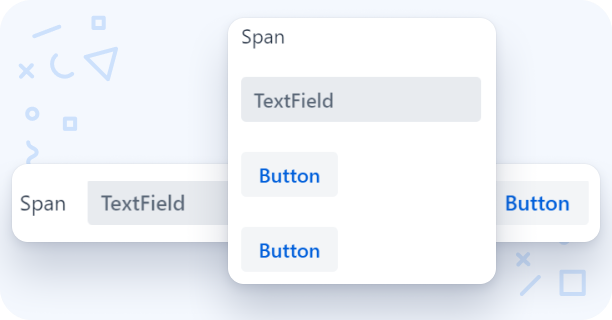 Span
TextField
Button
Button
Span TextField Button